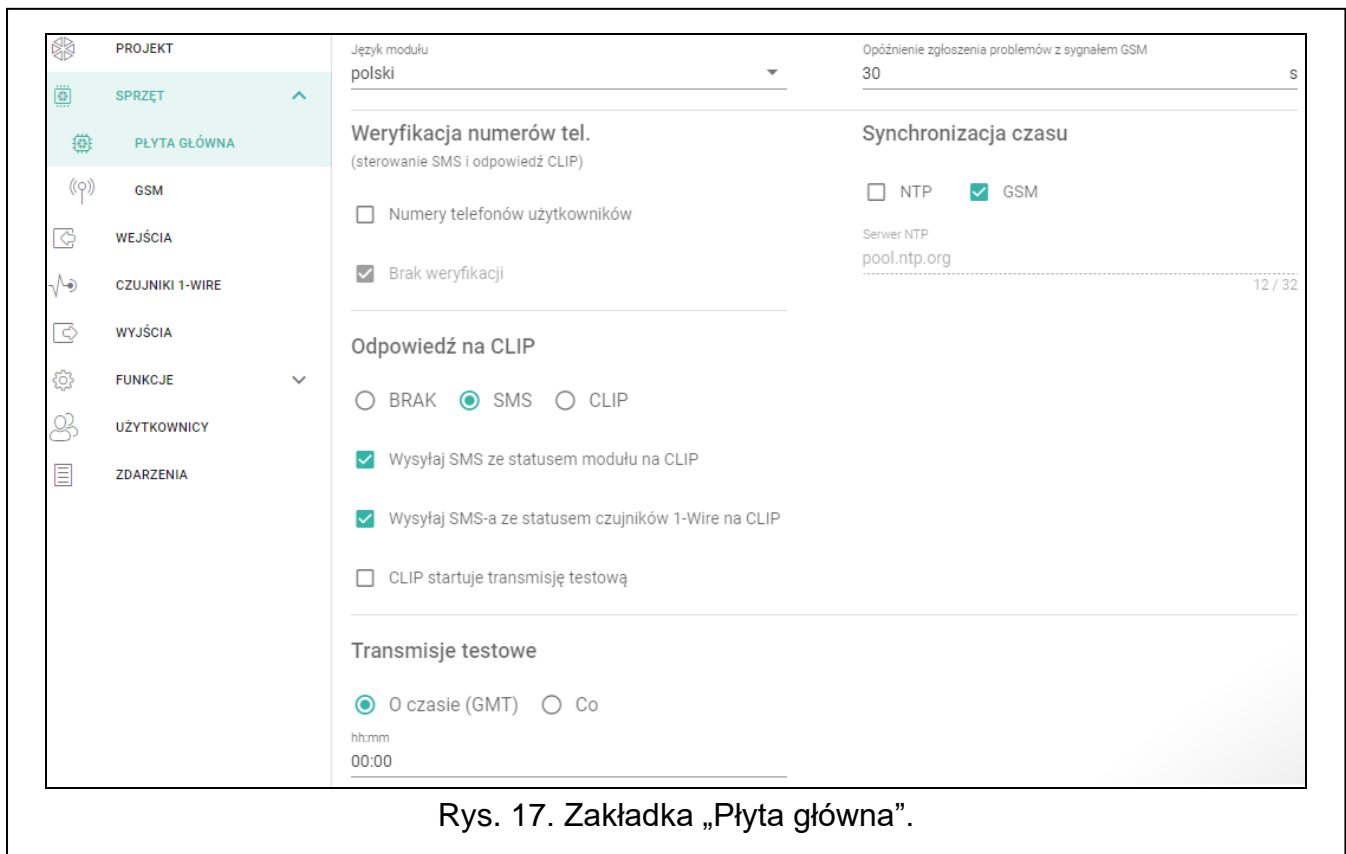 PROJEKT
SPRZĘT
PŁYTA GŁÓWNA
GSM
WEJŚCIA
CZUJNIKI 1-WIRE
WYJŚCIA
FUNKCJE
UŻYTKOWNICY
ZDARZENIA
Język modułu
polski
Opóźnienie zgłoszenia problemów z sygnałem GSM
30 s
Weryfikacja numerów tel.
(sterowanie SMS i odpowiedź CLIP)
Numery telefonów użytkowników
Brak weryfikacji
Synchronizacja czasu
NTP GSM
Serwer NTP
pool.ntp.org
12 / 32
Odpowiedź na CLIP
BRAK SMS CLIP
Wysyłaj SMS ze statusem modułu na CLIP
Wysyłaj SMS-a ze statusem czujników 1-Wire na CLIP
CLIP startuje transmisję testową
Transmisje testowe
O czasie (GMT) Co
hh:mm
00:00
Rys. 17. Zakładka „Płyta główna”.